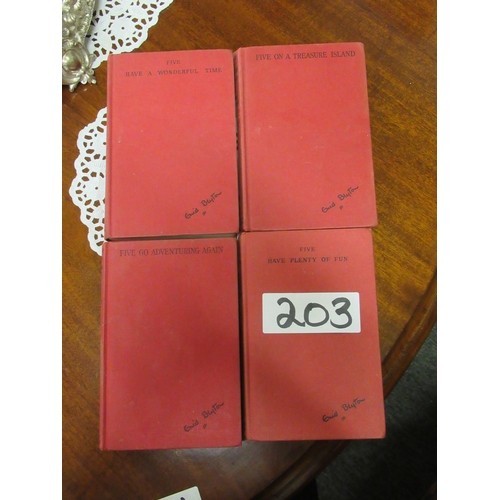 FIVE
HAVE A WONDERFUL TIME
Enid Blyton
FIVE ON A TREASURE ISLAND
Enid Blyton
FIVE GO ADVENTURING AGAIN
Enid Blyton
FIVE
HAVE PLENTY OF FUN
203
Enid Blyton